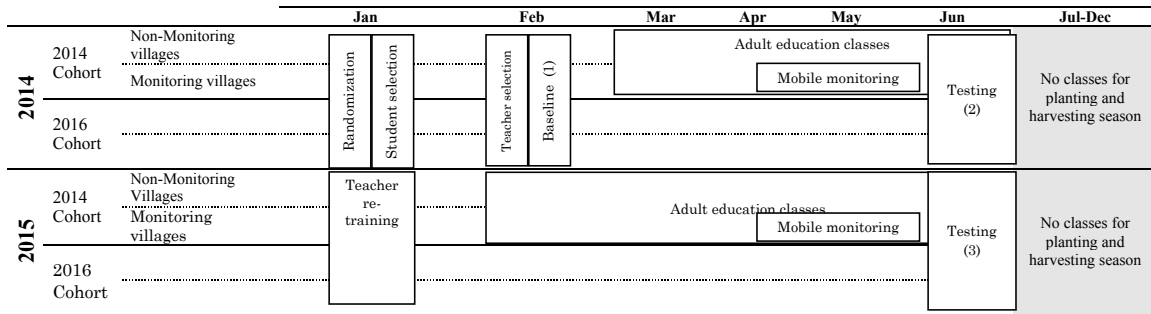 Jan Feb Mar Apr May Jun Jul-Dec
2014
2014
Cohort
Non-Monitoring
villages
Monitoring villages
2016
Cohort
Randomization
Student selection
Teacher selection
Baseline (1)
Adult education classes
Mobile monitoring
Testing
(2)
No classes for
planting and
harvesting season
2015
2014
Cohort
Non-Monitoring
Villages
Monitoring
villages
2016
Cohort
Teacher
re-
training
Adult education classes
Mobile monitoring
Testing
(3)
No classes for
planting and
harvesting season